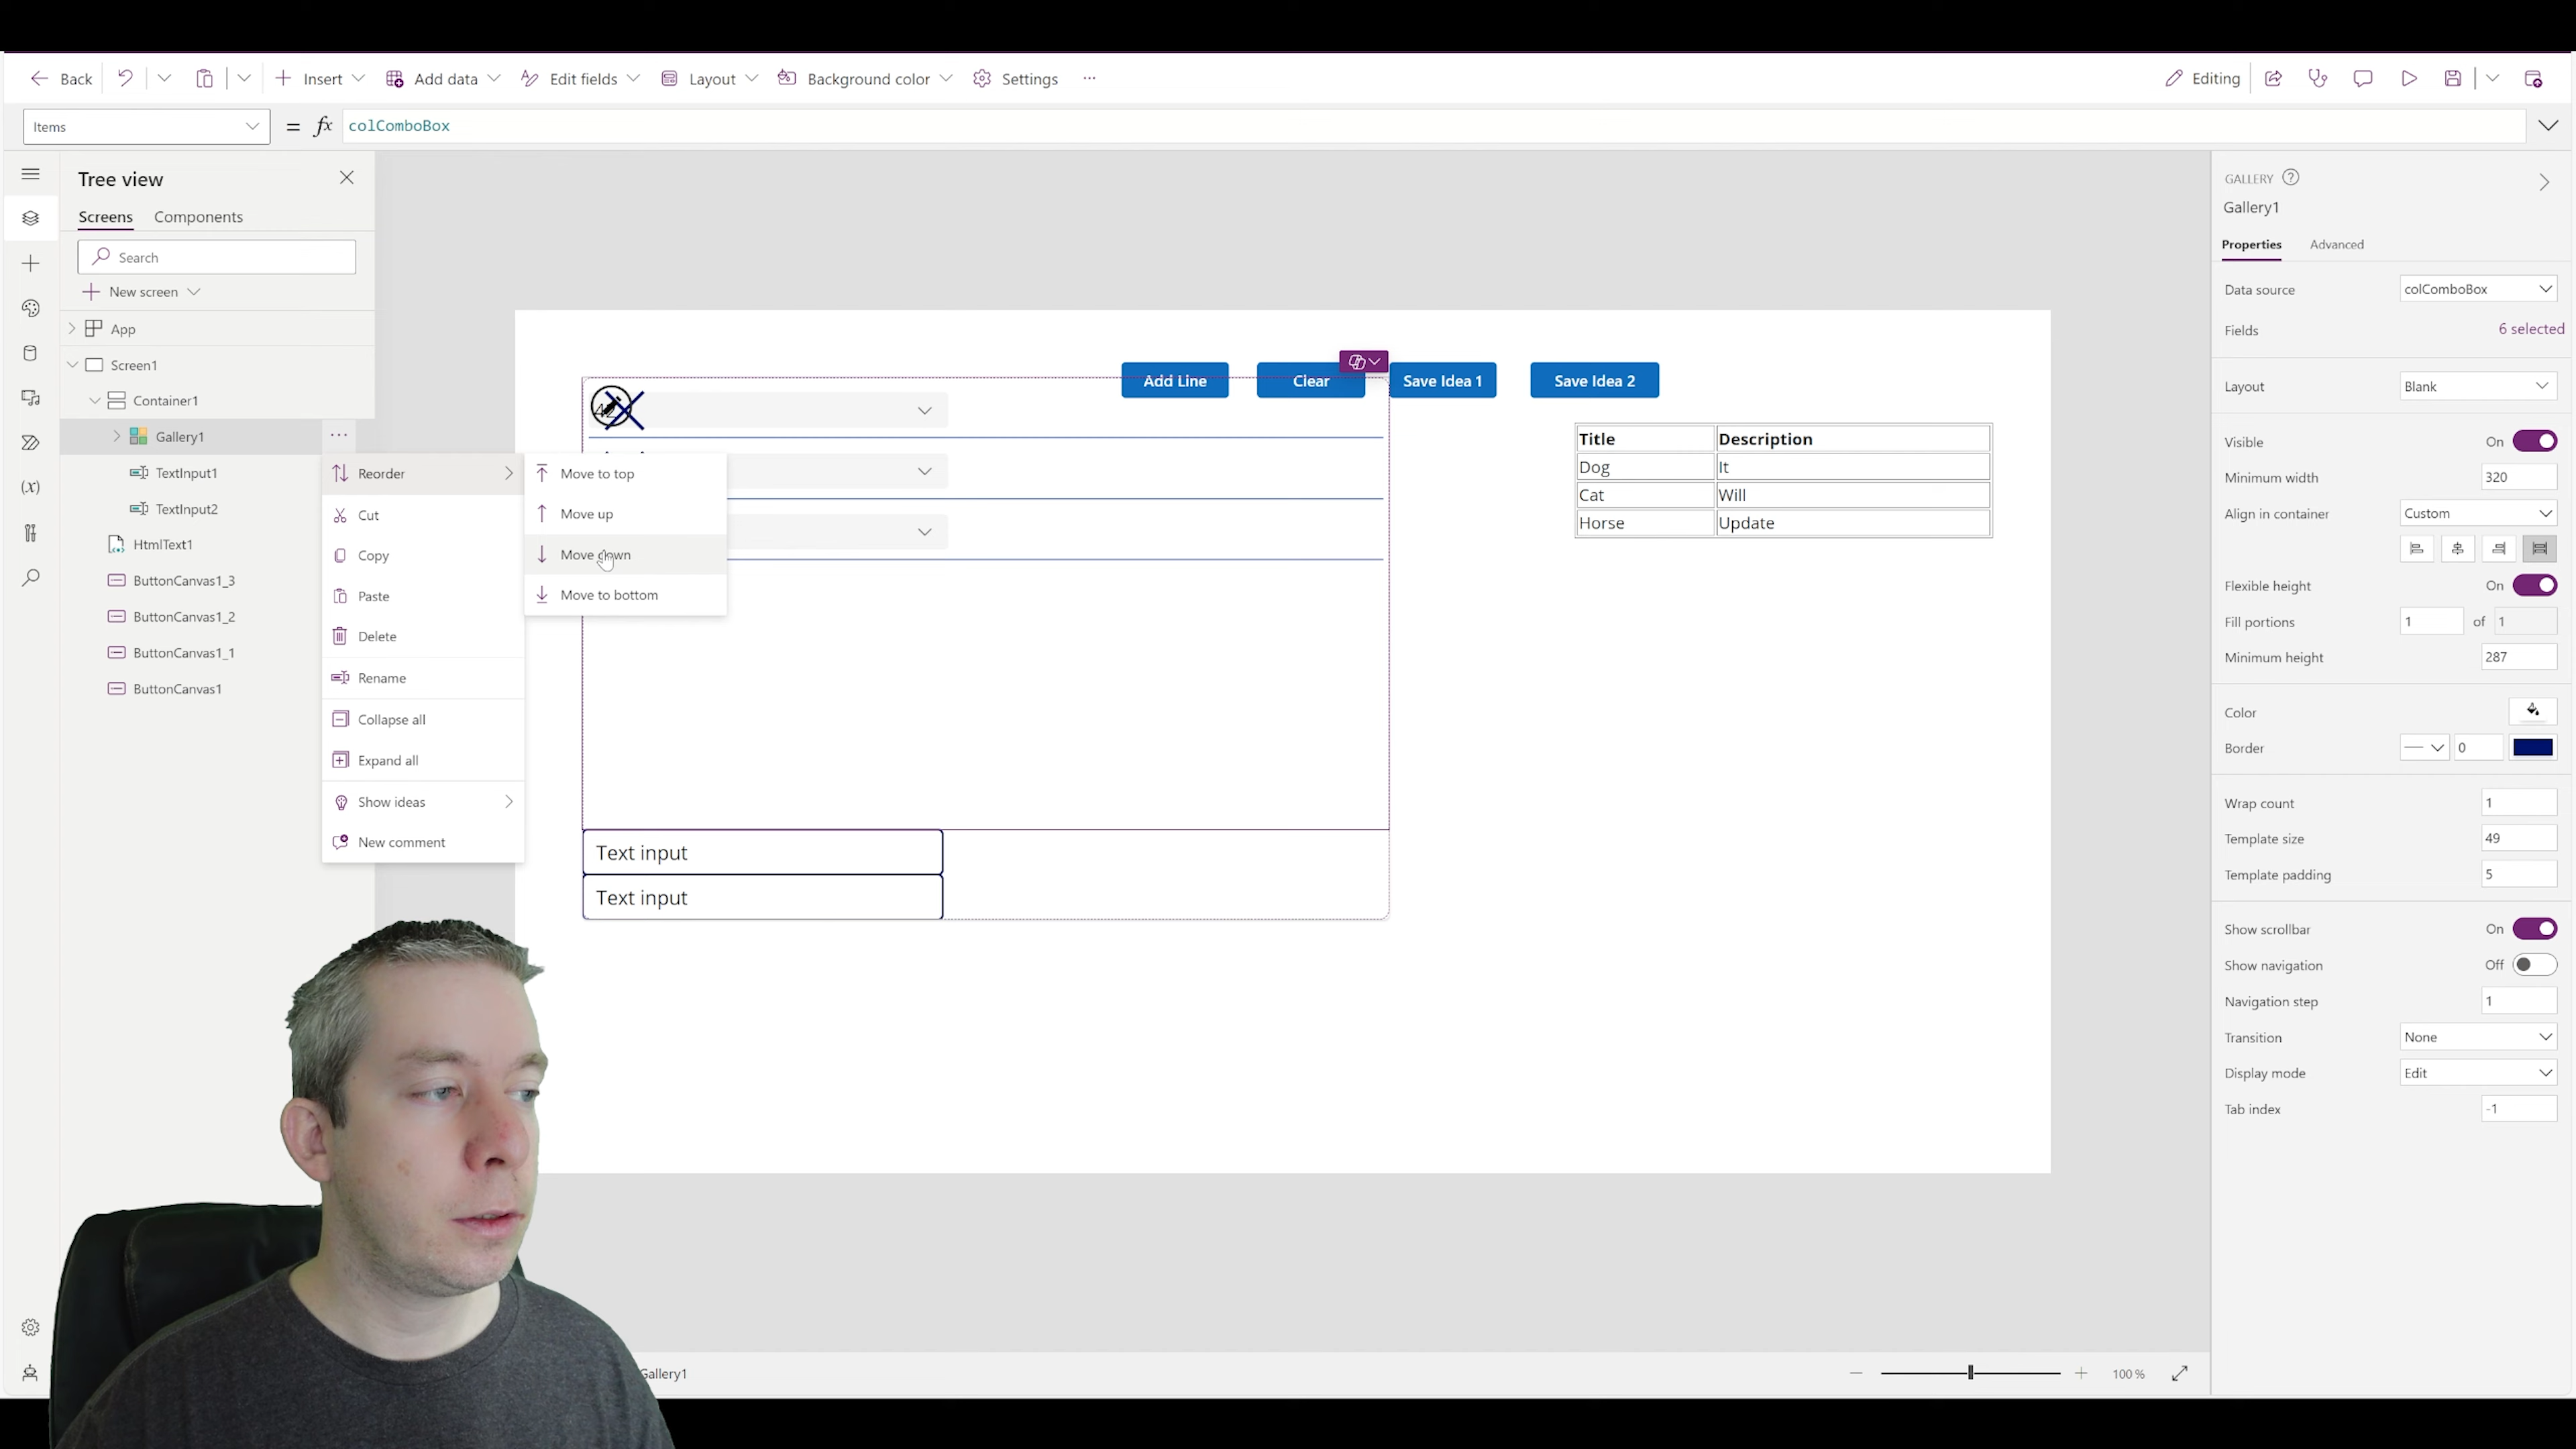 Back
Insert
Add data
Edit fields
Layout
Background color
Settings
Editing
Items
= fx colComboBox
Tree view
Screens
Components
Search
New screen
App
Screen1
Container1
Gallery1
TextInput1
TextInput2
HtmlText1
ButtonCanvas1_3
ButtonCanvas1_2
ButtonCanvas1_1
ButtonCanvas1
Reorder
Cut
Copy
Paste
Delete
Rename
Collapse all
Expand all
Show ideas
New comment
Move to top
Move up
Move down
Move to bottom
Add Line
Clear
Save Idea 1
Save Idea 2
Title Description
Dog It
Cat Will
Horse Update
Text input
Text input
Gallery1
100 %
GALLERY
Gallery1
Properties
Advanced
Data source colComboBox
Fields 6 selected
Layout Blank
Visible On
Minimum width 320
Align in container Custom
Flexible height On
Fill portions 1 of 1
Minimum height 287
Color
Border 0
Wrap count 1
Template size 49
Template padding 5
Show scrollbar On
Show navigation Off
Navigation step 1
Transition None
Display mode Edit
Tab index -1